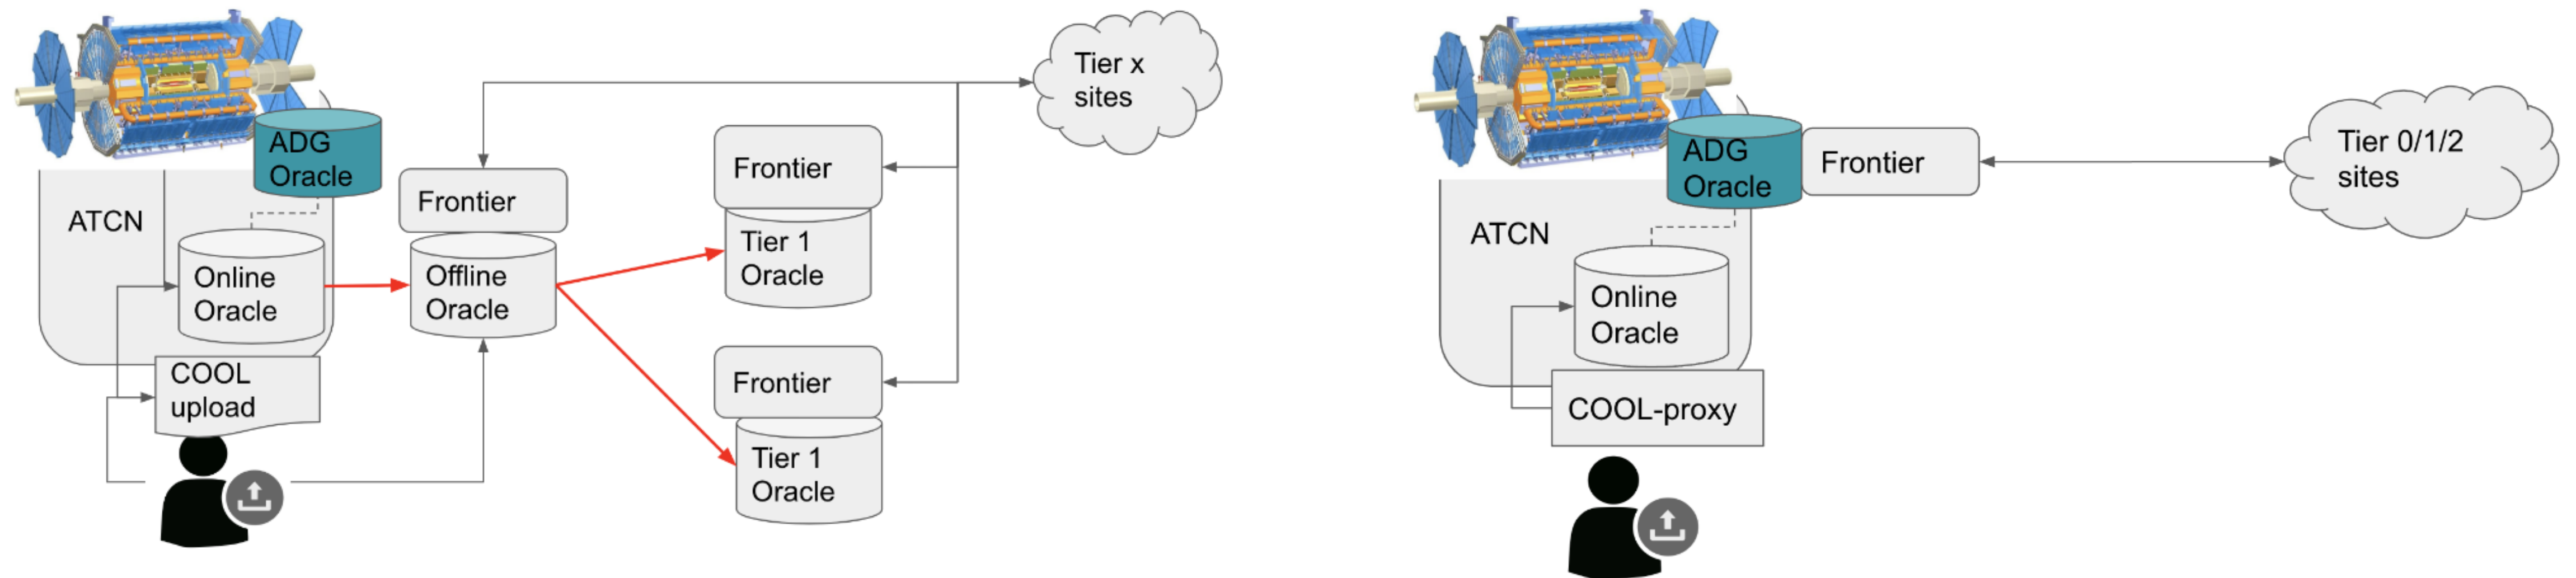 Tier x
sites
ADG
Oracle
Frontier
Frontier
ATCN
Online
Oracle
Offline
Oracle
Tier 1
Oracle
COOL
upload
Frontier
Tier 1
Oracle
ADG
Oracle
Frontier
Tier 0/1/2
sites
ATCN
Online
Oracle
COOL-proxy